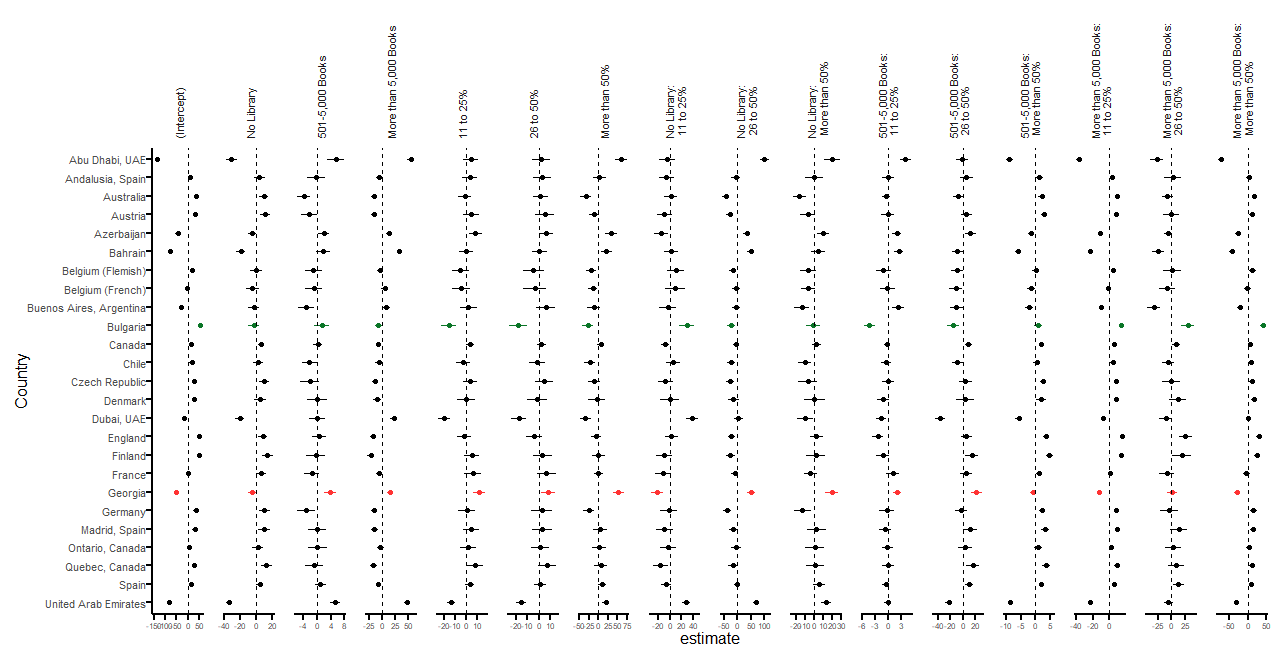 (Intercept)
No Library
501-5,000 Books
More than 5,000 Books
11 to 25%
26 to 50%
More than 50%
No Library:
11 to 25%
No Library:
26 to 50%
No Library:
More than 50%
501-5,000 Books:
11 to 25%
501-5,000 Books:
26 to 50%
501-5,000 Books:
More than 50%
More than 5,000 Books:
11 to 25%
More than 5,000 Books:
26 to 50%
More than 5,000 Books:
More than 50%
Country
Abu Dhabi, UAE
Andalusia, Spain
Australia
Austria
Azerbaijan
Bahrain
Belgium (Flemish)
Belgium (French)
Buenos Aires, Argentina
Bulgaria
Canada
Chile
Czech Republic
Denmark
Dubai, UAE
England
Finland
France
Georgia
Germany
Madrid, Spain
Ontario, Canada
Quebec, Canada
Spain
United Arab Emirates
-150-100-50 0 50
-40 -20 0 20
-4 0 4 8
-25 0 25 50
-20 -10 0 10
-20 -10 0 10
-50 -25 0 25 50 75
-20 0 20 40
-50 0 50 100
-20 -10 0 10 20 30
-6 -3 0 3
-40 -20 0 20
-10 -5 0 5
-40 -20 0
-25 0 25
-50 0 50
estimate